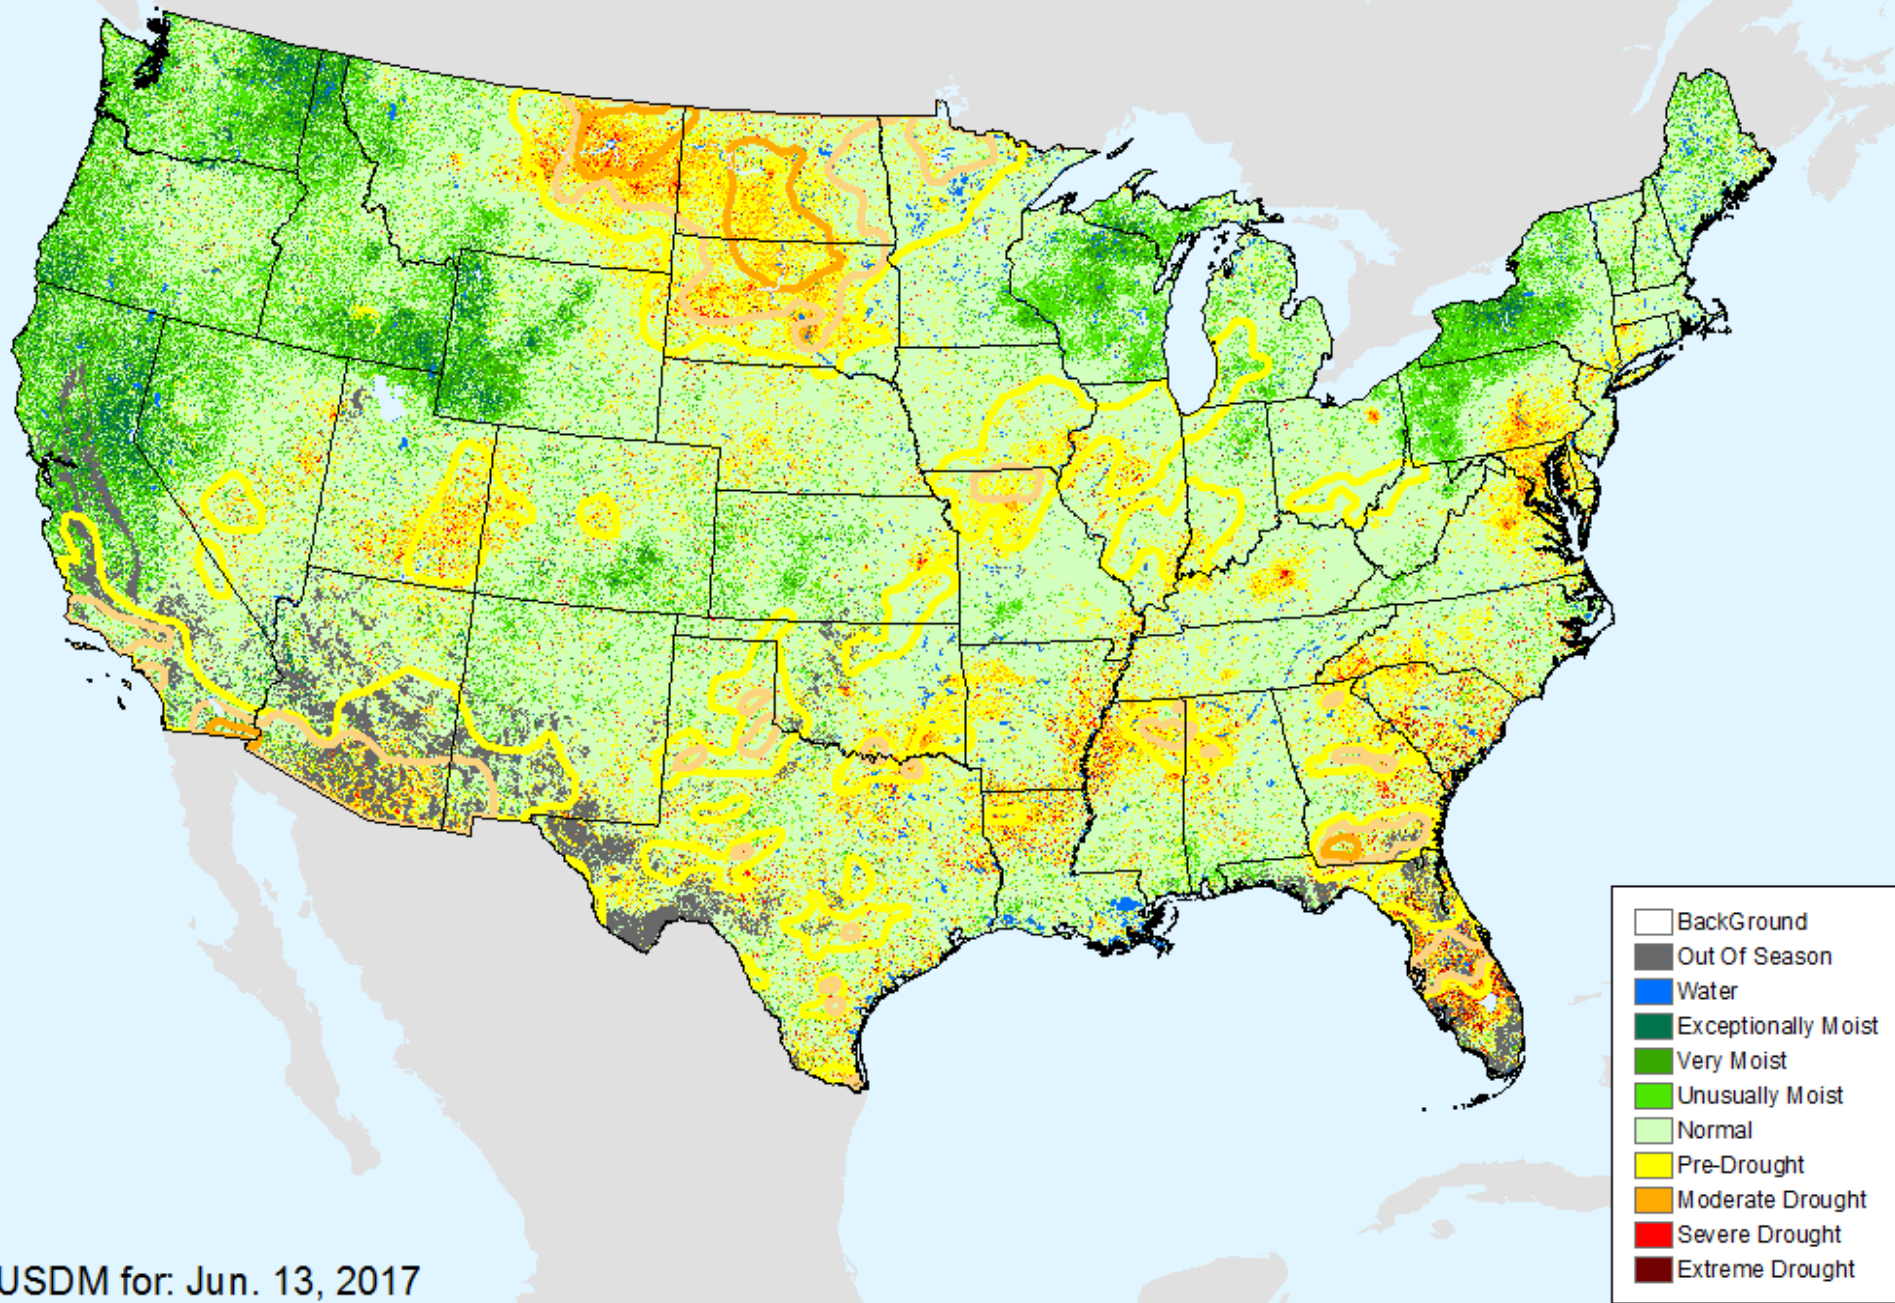 BackGround
Out Of Season
Water
Exceptionally Moist
Very Moist
Unusually Moist
Normal
Pre-Drought
Moderate Drought
Severe Drought
Extreme Drought
USDM for: Jun. 13, 2017